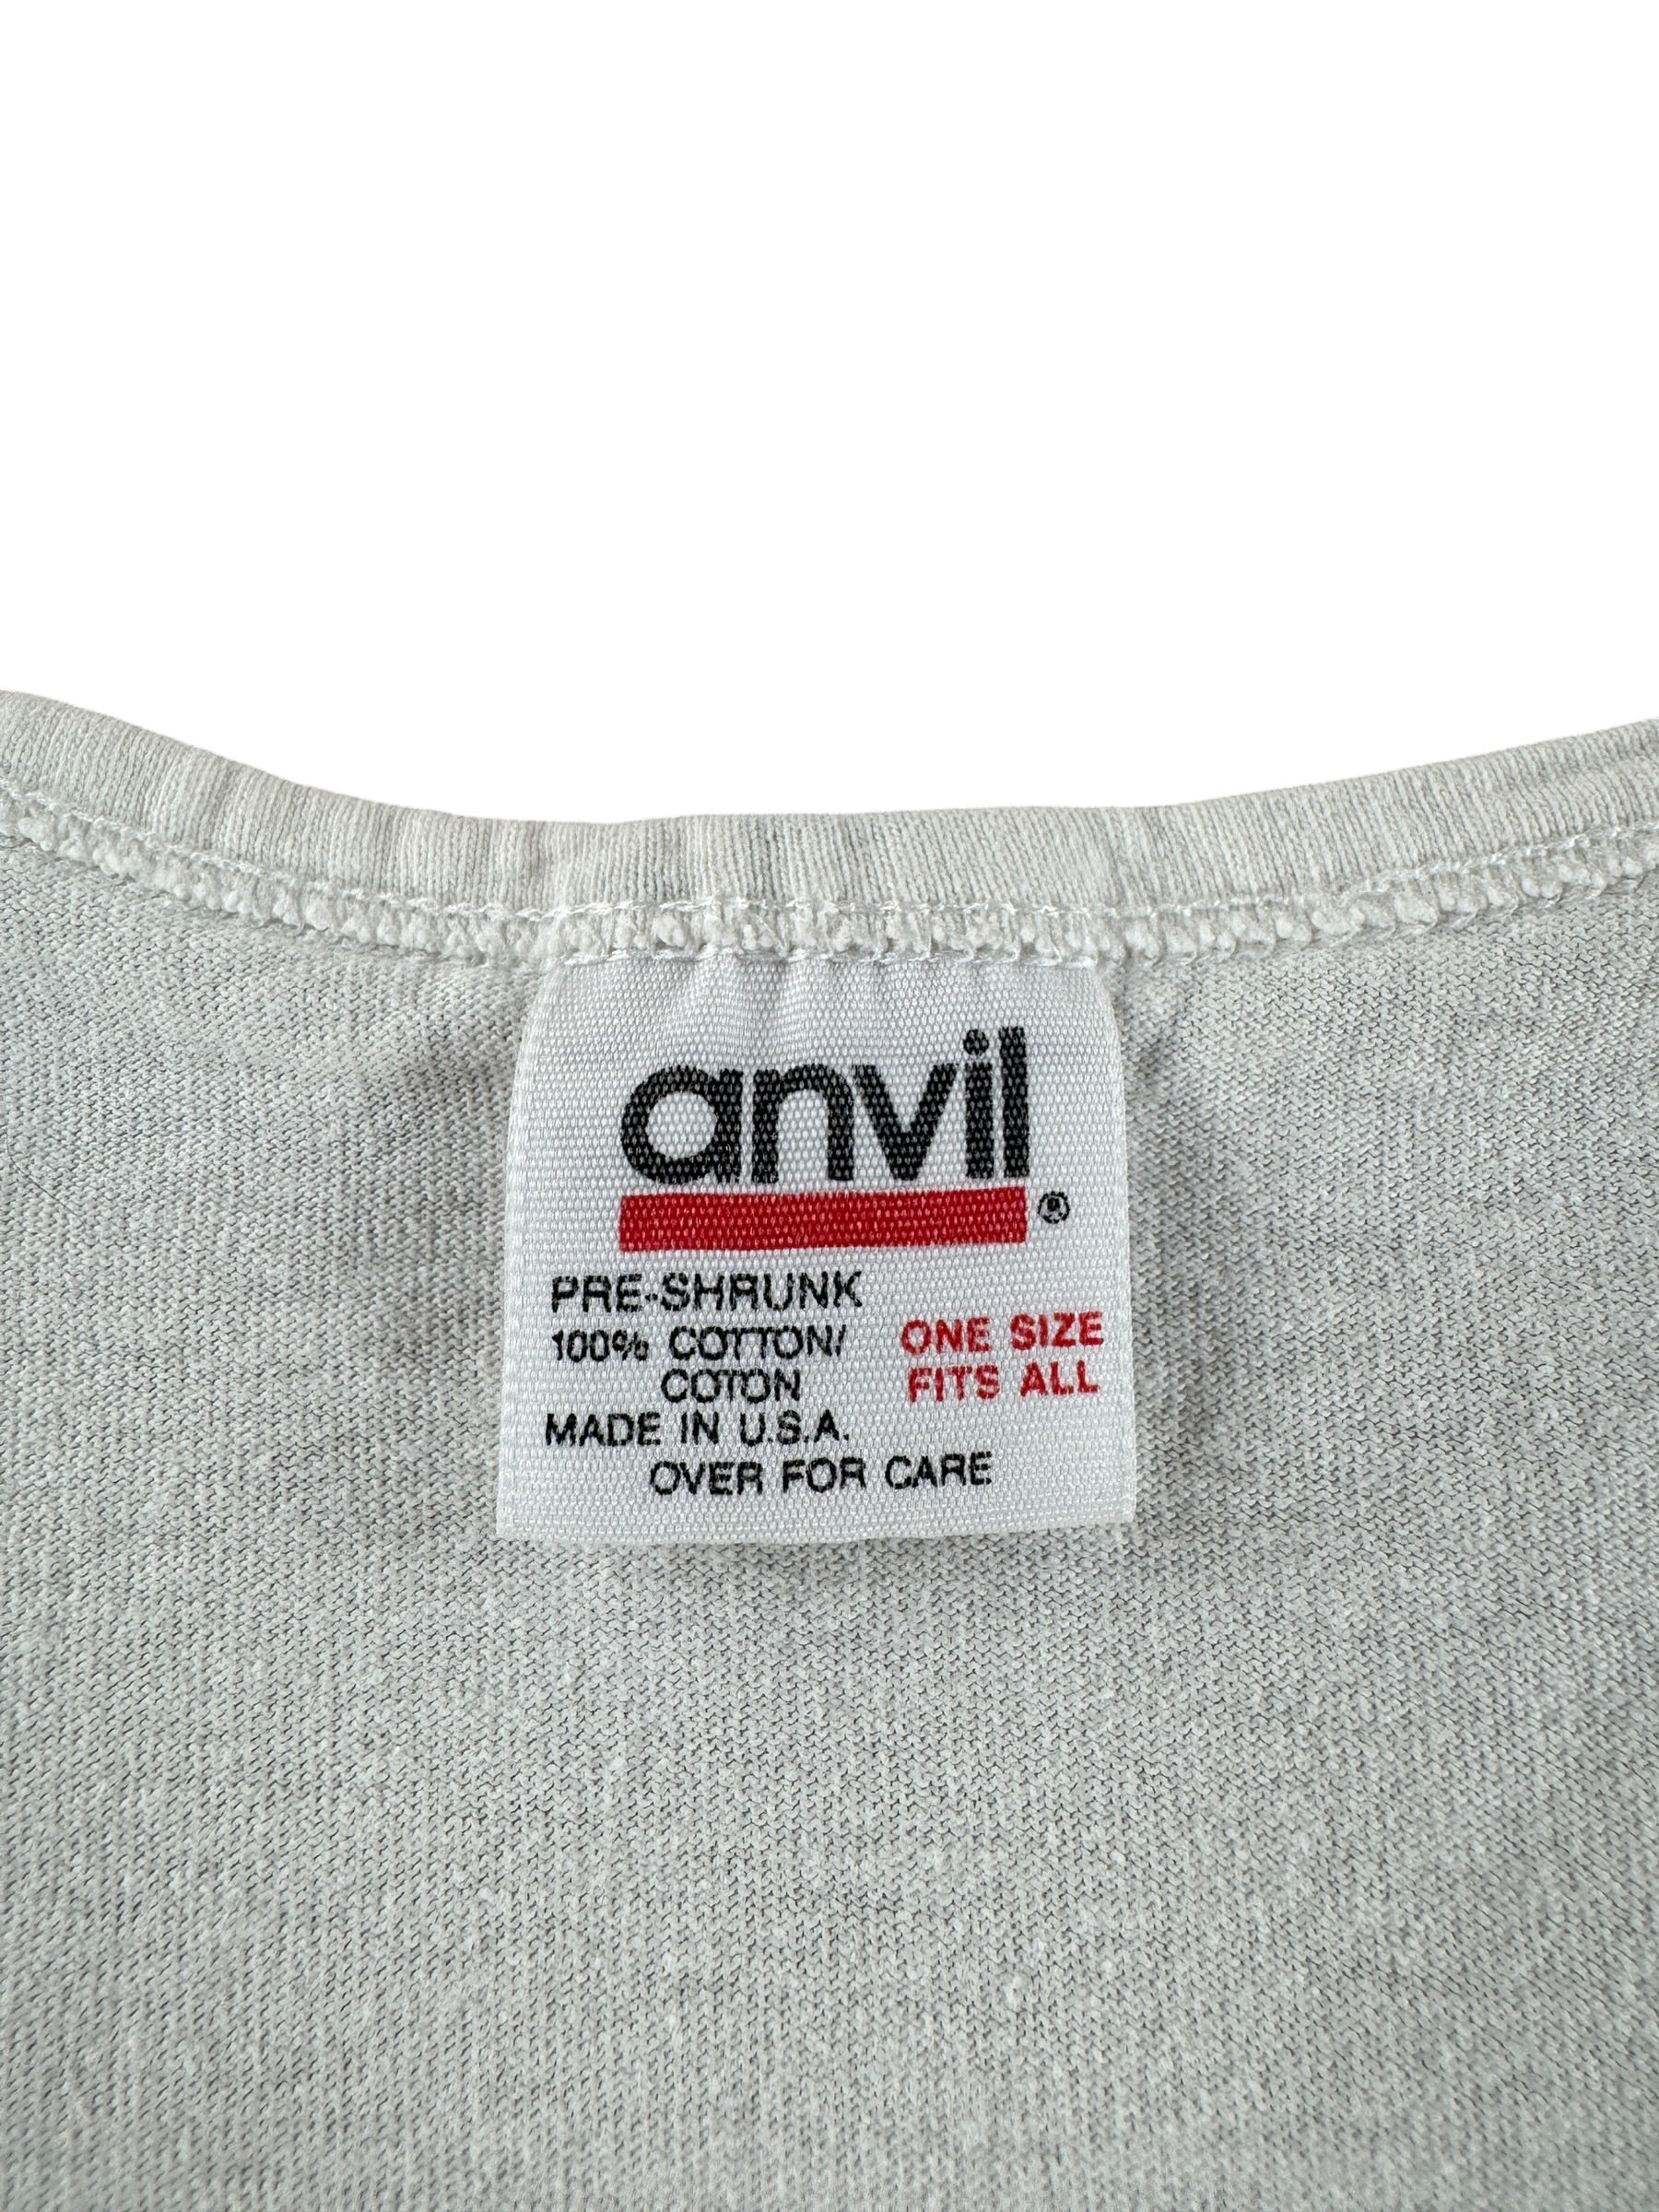 anvil®
PRE-SHRUNK
100% COTTON/
COTON
ONE SIZE
FITS ALL
MADE IN U.S.A.
OVER FOR CARE